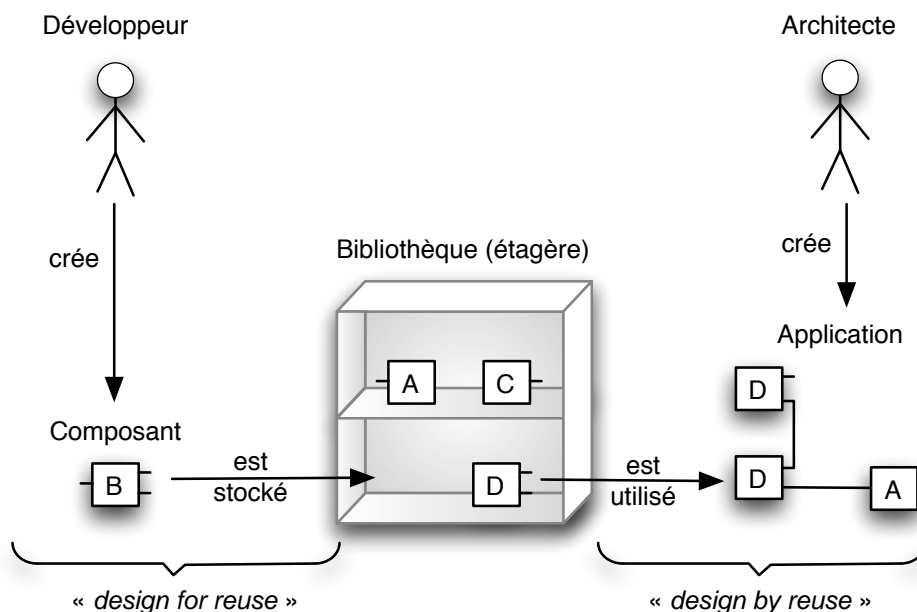 Développeur
Architecte
crée
crée
Bibliothèque (étagère)
Application
A
C
D
Composant
B
est
stocké
D
est
utilisé
D
A
« design for reuse »
« design by reuse »